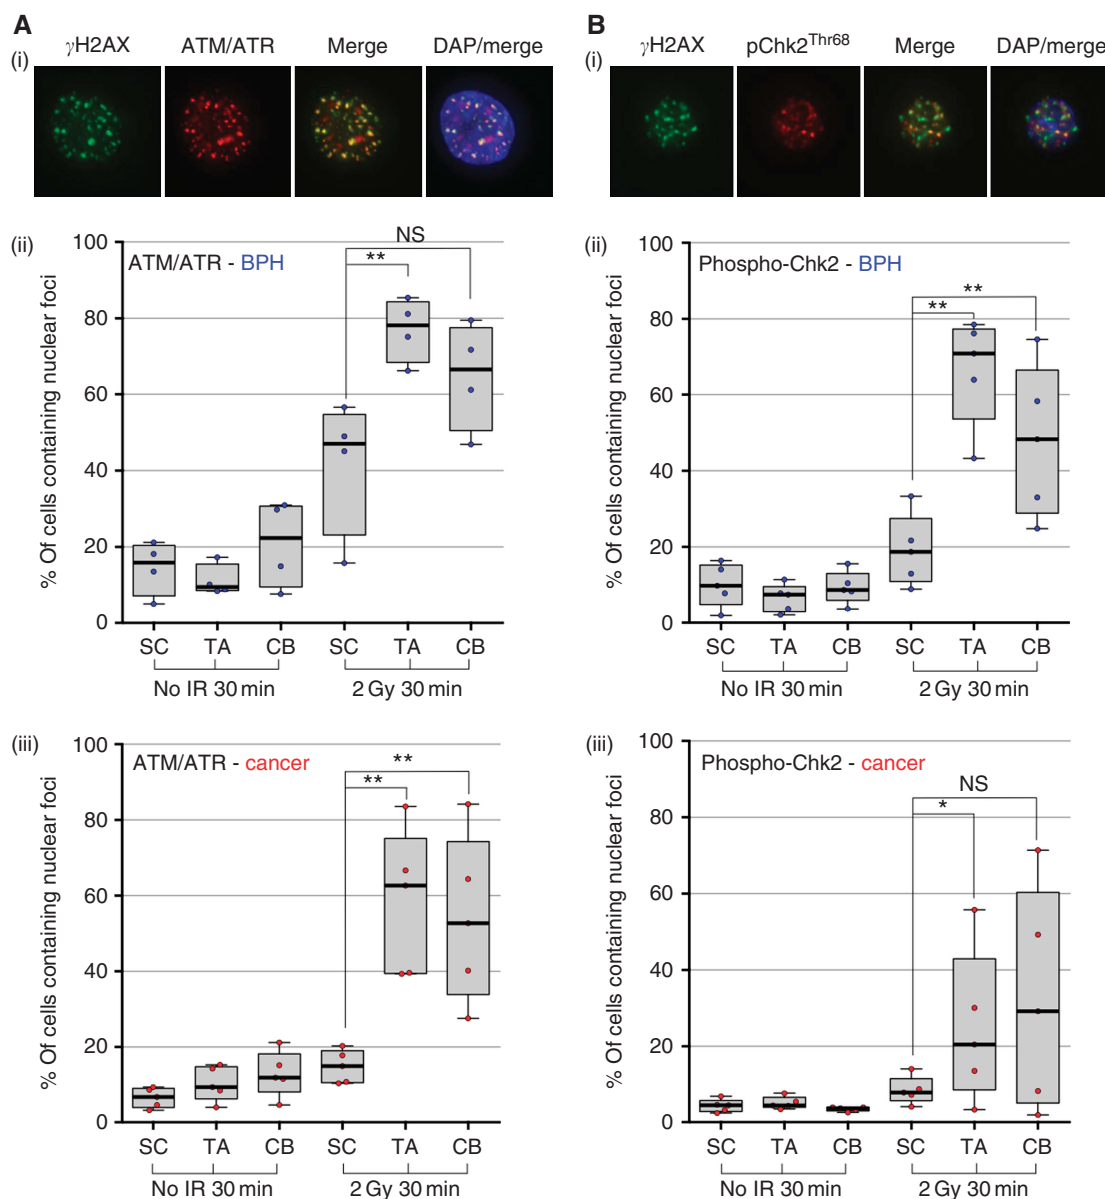 A
γH2AX ATM/ATR Merge DAP/merge
(i)
(ii)
% Of cells containing nuclear foci
100
80
60
40
20
0
ATM/ATR - BPH
NS
**
SC TA CB SC TA CB
No IR 30 min 2 Gy 30 min
(iii)
% Of cells containing nuclear foci
100
80
60
40
20
0
ATM/ATR - cancer
**
**
SC TA CB SC TA CB
No IR 30 min 2 Gy 30 min
B
γH2AX pChk2Thr68 Merge DAP/merge
(i)
(ii)
% Of cells containing nuclear foci
100
80
60
40
20
0
Phospho-Chk2 - BPH
**
**
SC TA CB SC TA CB
No IR 30 min 2 Gy 30 min
(iii)
% Of cells containing nuclear foci
100
80
60
40
20
0
Phospho-Chk2 - cancer
NS
*
SC TA CB SC TA CB
No IR 30 min 2 Gy 30 min